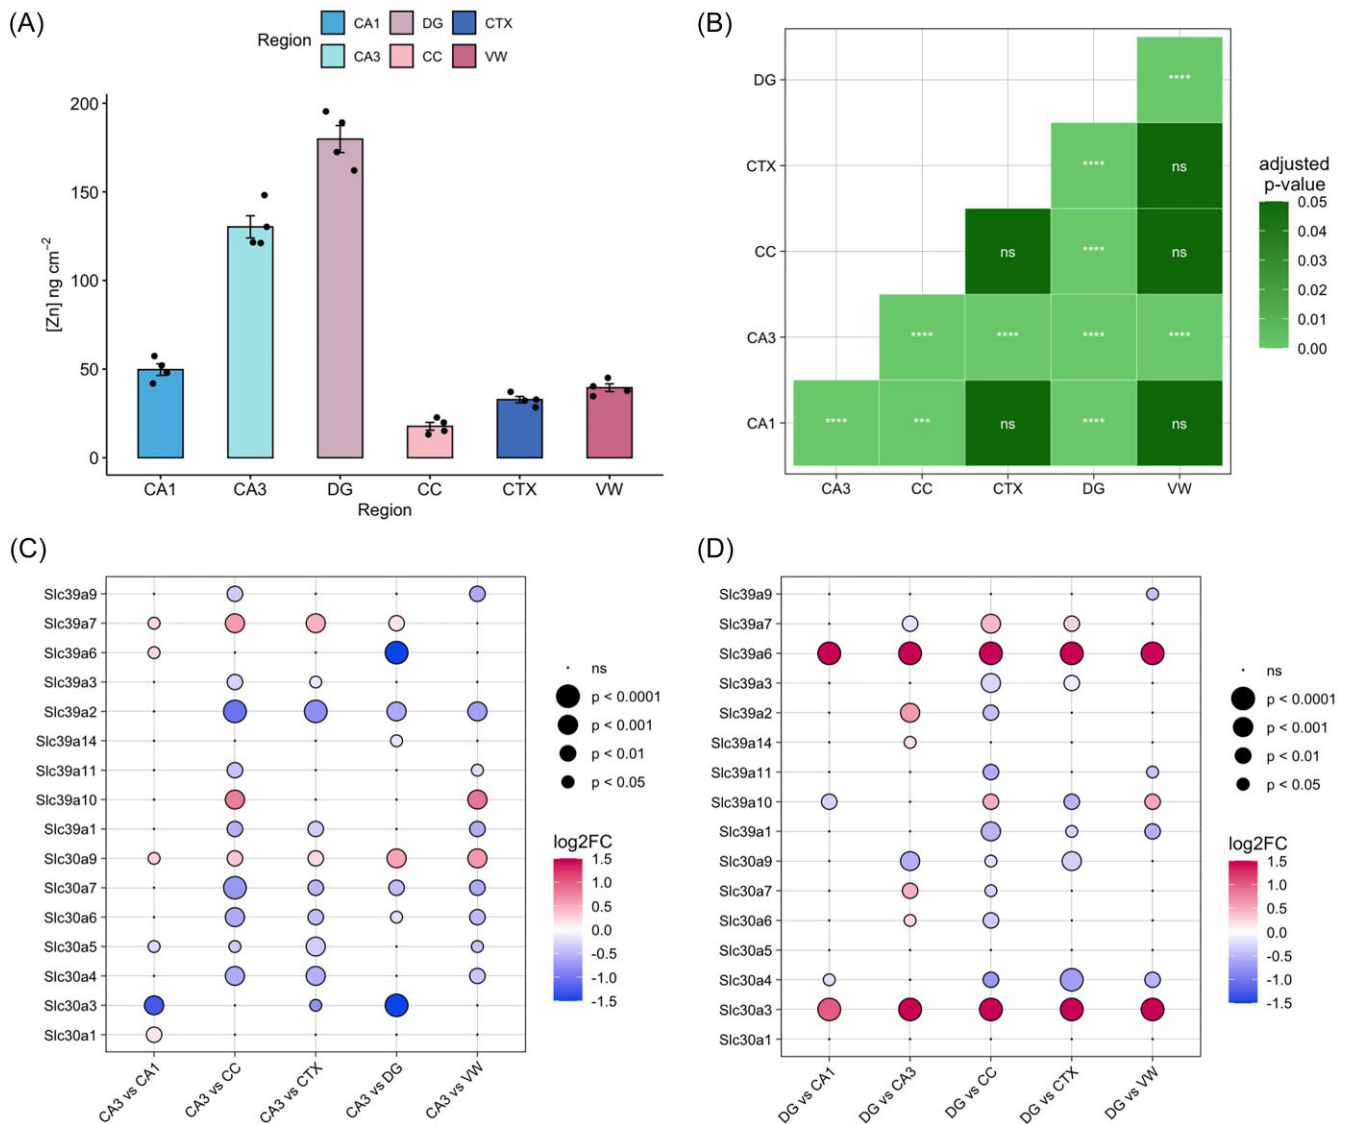 (A)
Region
CA1
DG
CTX
CA3
CC
VW
[Zn] ng cm⁻²
200
150
100
50
0
CA1 CA3 DG CC CTX VW
Region
(B)
DG ****
CTX **** ns
CC ns **** ns
CA3 **** **** **** ****
CA1 **** *** ns **** ns
CA3 CC CTX DG VW
adjusted
p-value
0.05
0.04
0.03
0.02
0.01
0.00
(C)
Slc39a9
Slc39a7
Slc39a6
Slc39a3
Slc39a2
Slc39a14
Slc39a11
Slc39a10
Slc39a1
Slc30a9
Slc30a7
Slc30a6
Slc30a5
Slc30a4
Slc30a3
Slc30a1
CA3 vs CA1
CA3 vs CC
CA3 vs CTX
CA3 vs DG
CA3 vs VW
ns
p < 0.0001
p < 0.001
p < 0.01
p < 0.05
log2FC
1.5
1.0
0.5
0.0
-0.5
-1.0
-1.5
(D)
Slc39a9
Slc39a7
Slc39a6
Slc39a3
Slc39a2
Slc39a14
Slc39a11
Slc39a10
Slc39a1
Slc30a9
Slc30a7
Slc30a6
Slc30a5
Slc30a4
Slc30a3
Slc30a1
DG vs CA1
DG vs CA3
DG vs CC
DG vs CTX
DG vs VW
ns
p < 0.0001
p < 0.001
p < 0.01
p < 0.05
log2FC
1.5
1.0
0.5
0.0
-0.5
-1.0
-1.5